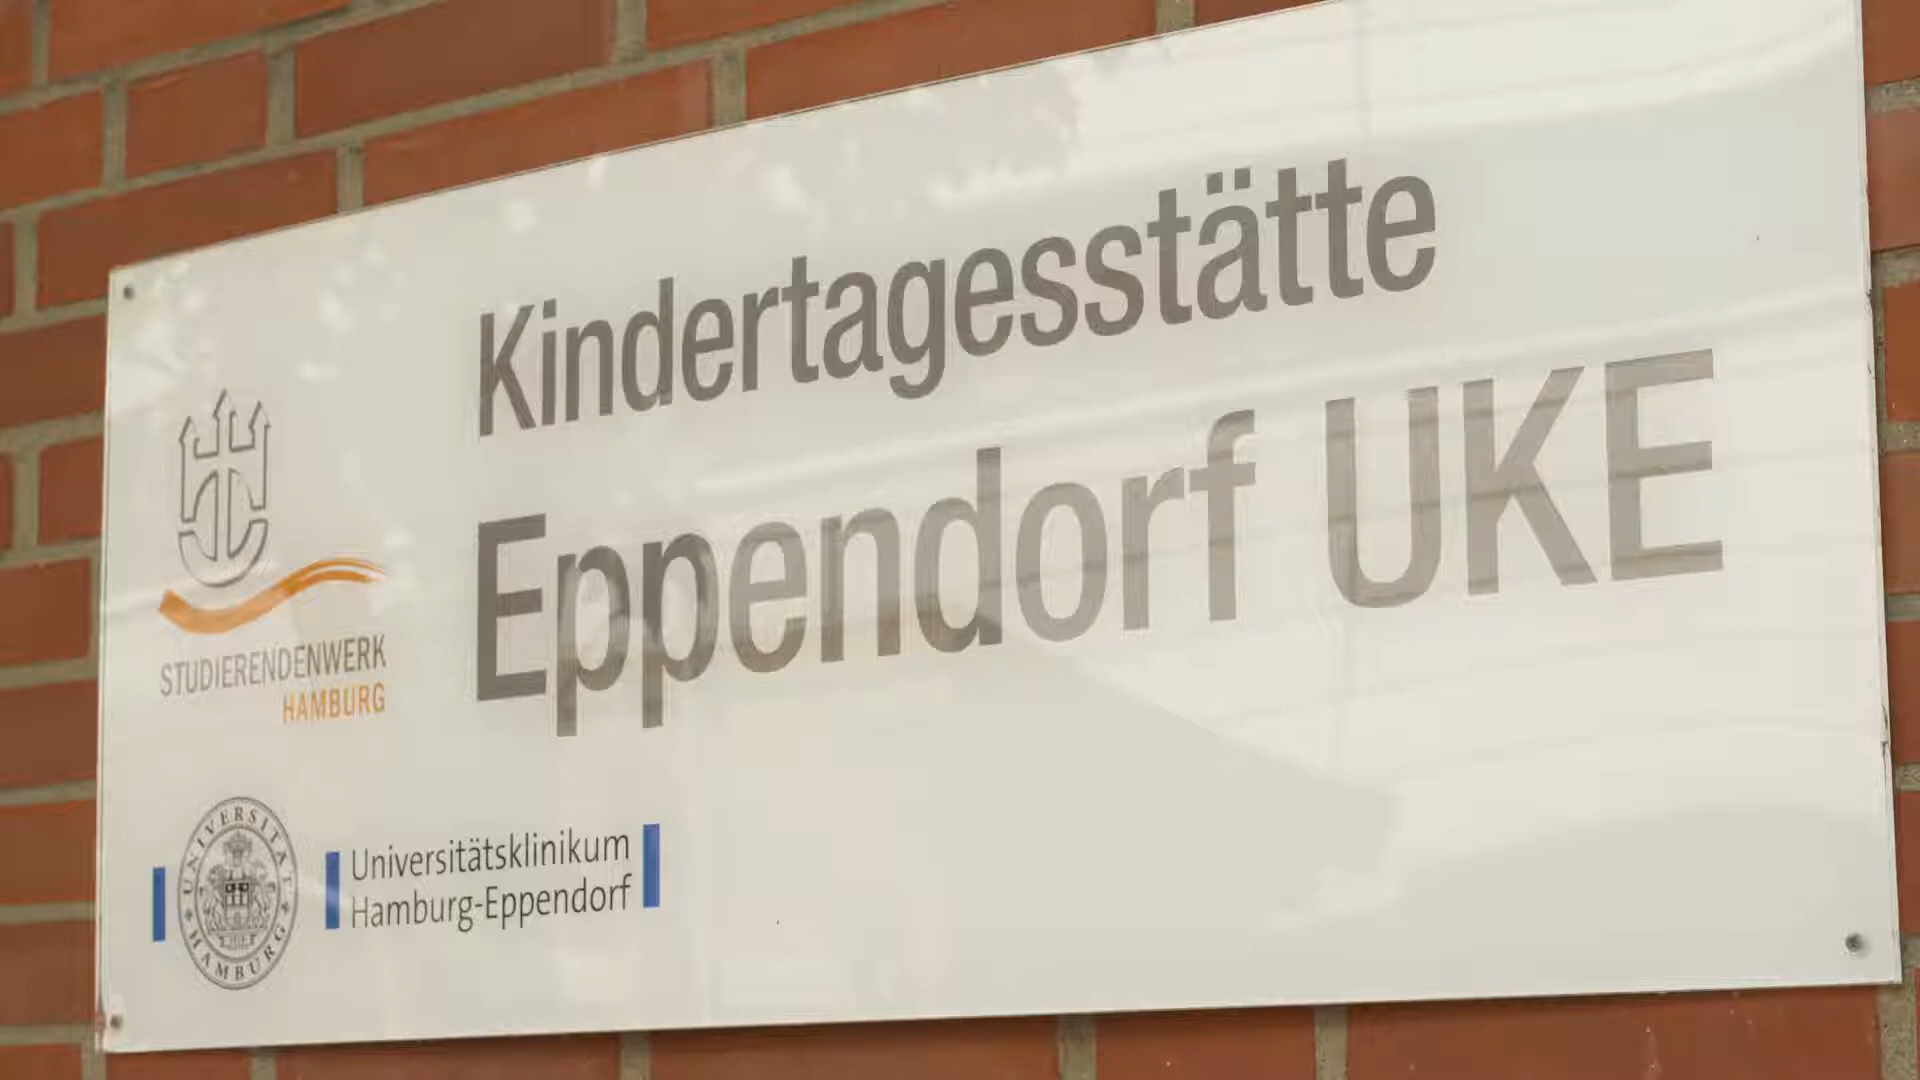 Kindertagesstätte
Eppendorf UKE
STUDIERENDENWERK
HAMBURG
UNIVERSITÄT
HAMBURG
Universitätsklinikum
Hamburg-Eppendorf